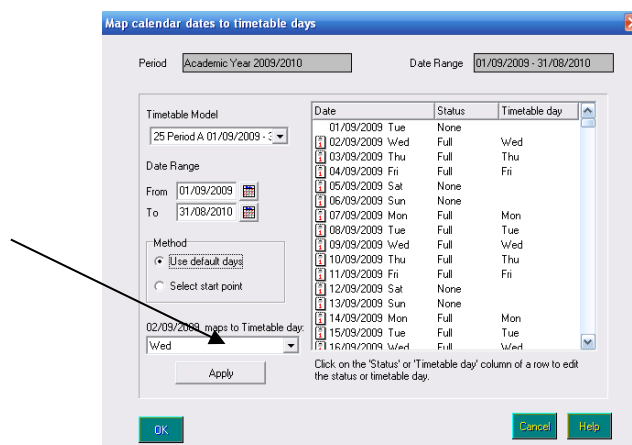 Map calendar dates to timetable days
Period Academic Year 2009/2010 Date Range 01/09/2009 - 31/08/2010
Timetable Model
25 Period A 01/09/2009 - 3
Date Range
From 01/09/2009
To 31/08/2010
Method
Use default days
Select start point
02/09/2009 maps to Timetable day:
Wed
Apply
Date Status Timetable day
01/09/2009 Tue None
02/09/2009 Wed Full Wed
03/09/2009 Thu Full Thu
04/09/2009 Fri Full Fri
05/09/2009 Sat None
06/09/2009 Sun None
07/09/2009 Mon Full Mon
08/09/2009 Tue Full Tue
09/09/2009 Wed Full Wed
10/09/2009 Thu Full Thu
11/09/2009 Fri Full Fri
12/09/2009 Sat None
13/09/2009 Sun None
14/09/2009 Mon Full Mon
15/09/2009 Tue Full Tue
16/09/2009 Wed Full Wed
Click on the 'Status' or 'Timetable day' column of a row to edit
the status or timetable day.
OK Cancel Help